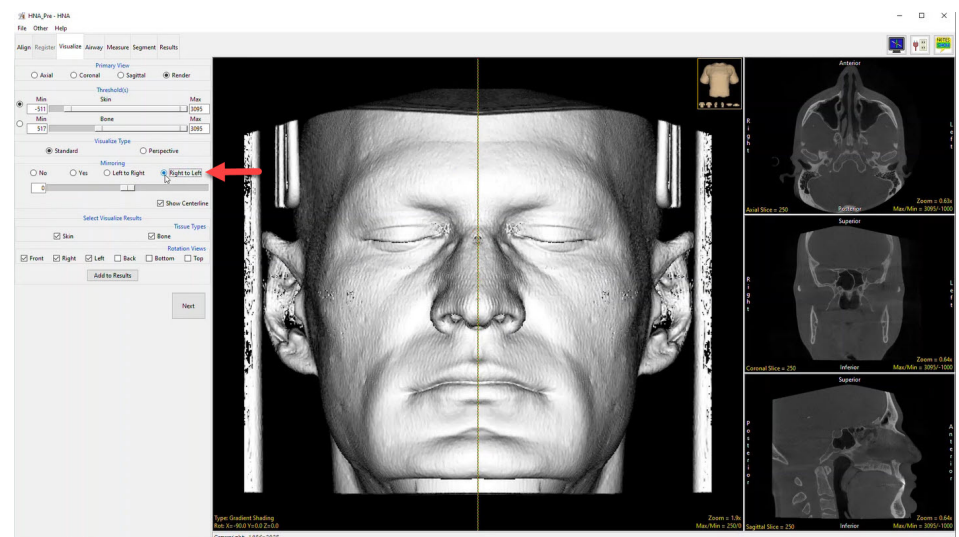 HNA_Pre - HNA
File Other Help
Align Register Visualize Airway Measure Segment Results
NOTES
Primary View
Axial Coronal Sagittal Render
Threshold(s)
Min Skin Max
-511 3095
Min Bone Max
517 3095
Visualize Type
Standard Perspective
Mirroring
No Yes Left to Right Right to Left
0
Show Centerline
Select Visualize Results
Tissue Types
Skin Bone
Rotation Views
Front Right Left Back Bottom Top
Add to Results
Next
Type: Gradient Shading
Rot: X= -90.0 Y=0.0 Z=0.0
Zoom = 1.9x
Max/Min = 250/0
Anterior
Right
Left
Posterior
Axial Slice = 250
Zoom = 0.63x
Max/Min = 3095/-1000
Superior
Right
Left
Coronal Slice = 250
Inferior
Zoom = 0.64x
Max/Min = 3095/-1000
Superior
Posterior
Anterior
Sagittal Slice = 250
Inferior
Zoom = 0.64x
Max/Min = 3095/-1000